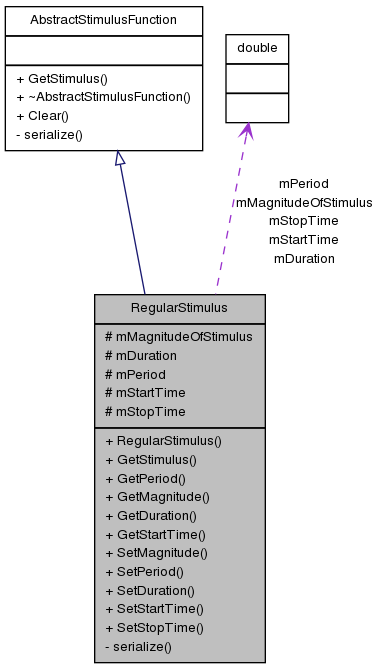 AbstractStimulusFunction
+ GetStimulus()
+ ~AbstractStimulusFunction()
+ Clear()
- serialize()
double
mPeriod
mMagnitudeOfStimulus
mStopTime
mStartTime
mDuration
RegularStimulus
# mMagnitudeOfStimulus
# mDuration
# mPeriod
# mStartTime
# mStopTime
+ RegularStimulus()
+ GetStimulus()
+ GetPeriod()
+ GetMagnitude()
+ GetDuration()
+ GetStartTime()
+ SetMagnitude()
+ SetPeriod()
+ SetDuration()
+ SetStartTime()
+ SetStopTime()
- serialize()